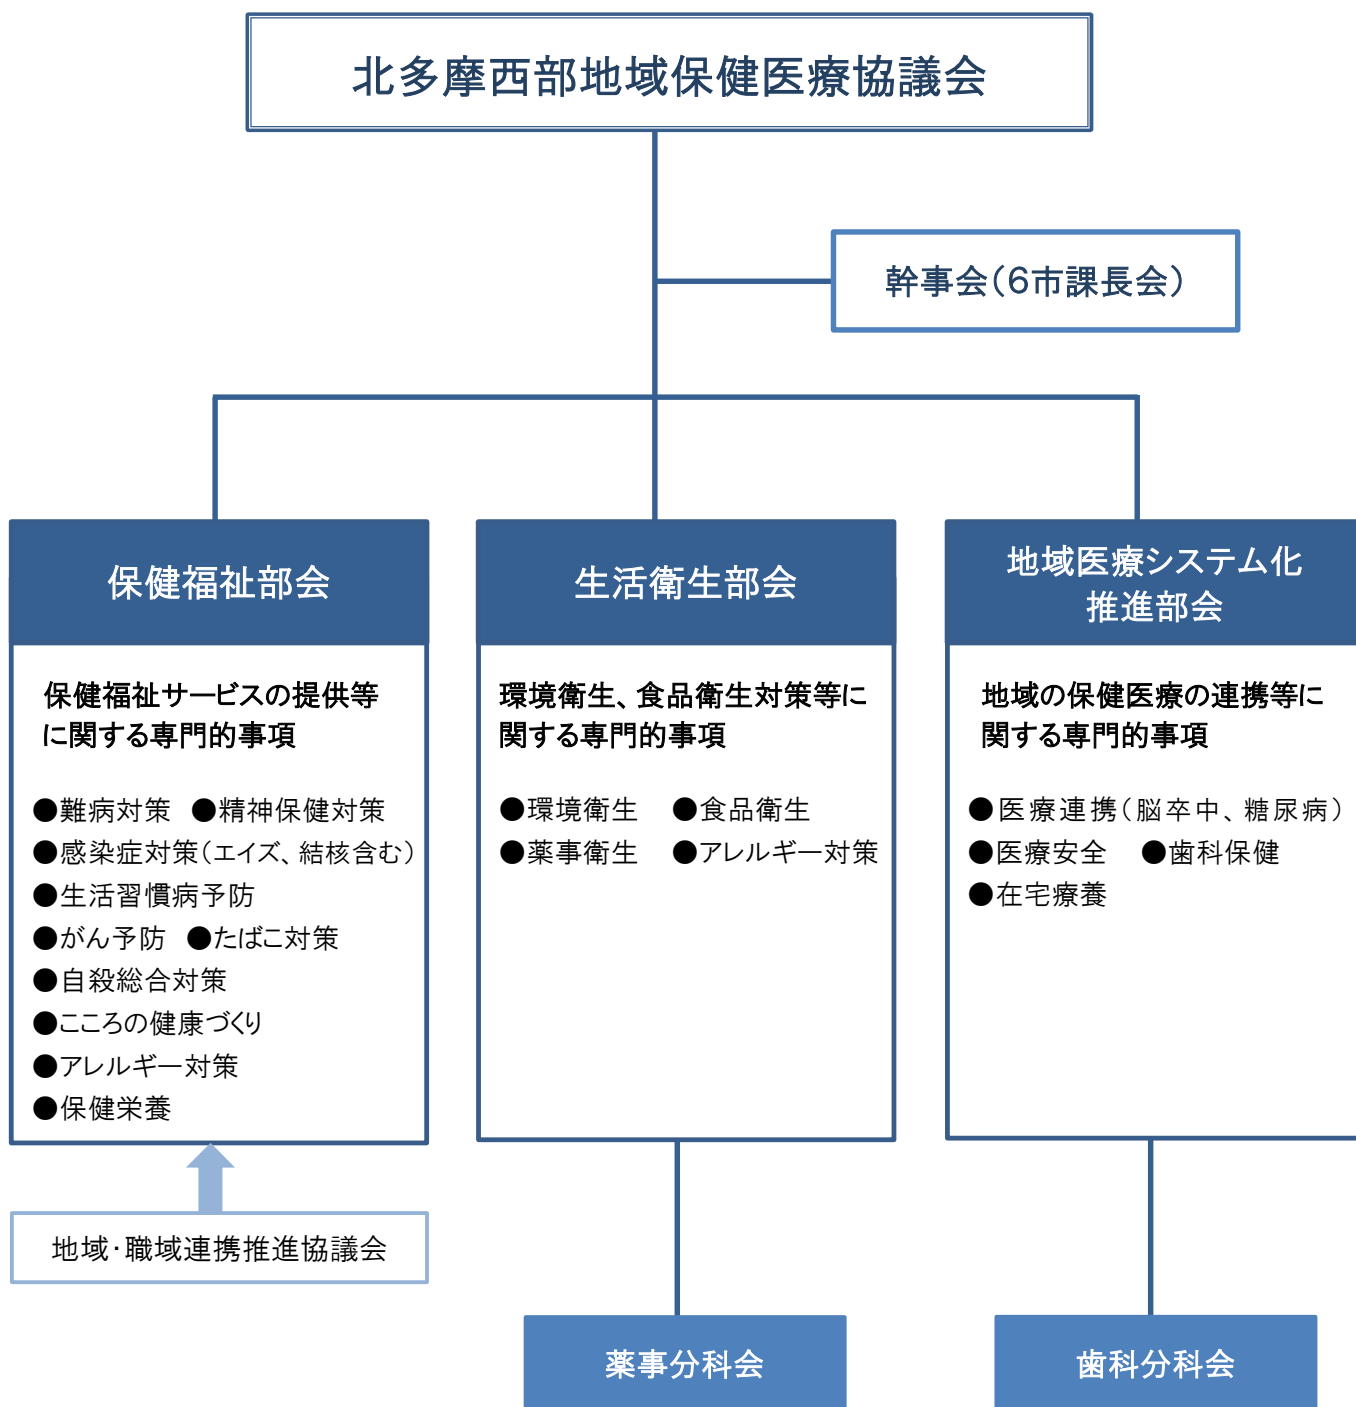 北多摩西部地域保健医療協議会
幹事会（6市課長会）
保健福祉部会
保健福祉サービスの提供等
に関する専門的事項
●難病対策 ●精神保健対策
●感染症対策（エイズ、結核含む）
●生活習慣病予防
●がん予防 ●たばこ対策
●自殺総合対策
●こころの健康づくり
●アレルギー対策
●保健栄養
地域・職域連携推進協議会
生活衛生部会
環境衛生、食品衛生対策等に
関する専門的事項
●環境衛生 ●食品衛生
●薬事衛生 ●アレルギー対策
薬事分科会
地域医療システム化
推進部会
地域の保健医療の連携等に
関する専門的事項
●医療連携（脳卒中、糖尿病）
●医療安全 ●歯科保健
●在宅療養
歯科分科会